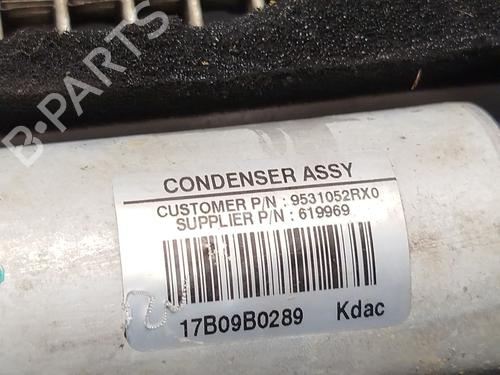 B-PARTS
CONDENSER ASSY
CUSTOMER P/N : 9531052RX0
SUPPLIER P/N : 619969
17B09B0289 Kdac